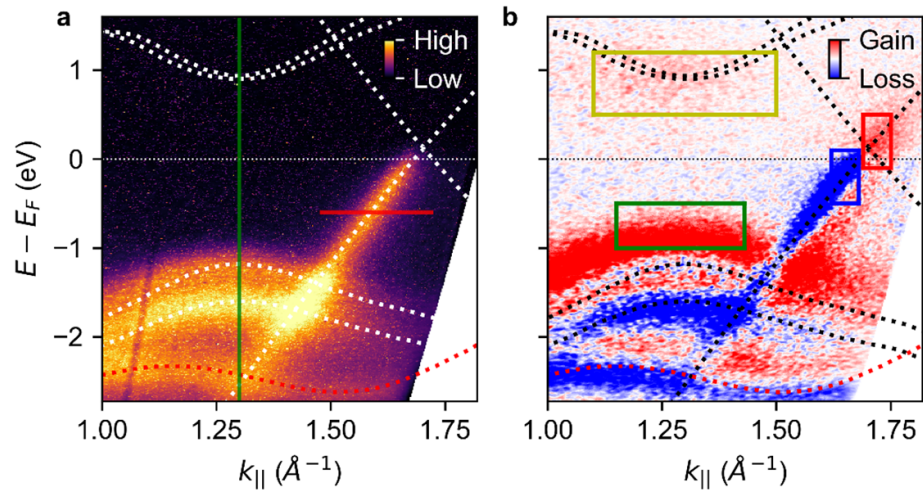 a
High
Low
E − E_F (eV)
1
0
−1
−2
1.00
1.25
1.50
1.75
k_|| (Å⁻¹)
b
Gain
Loss
1.00
1.25
1.50
1.75
k_|| (Å⁻¹)